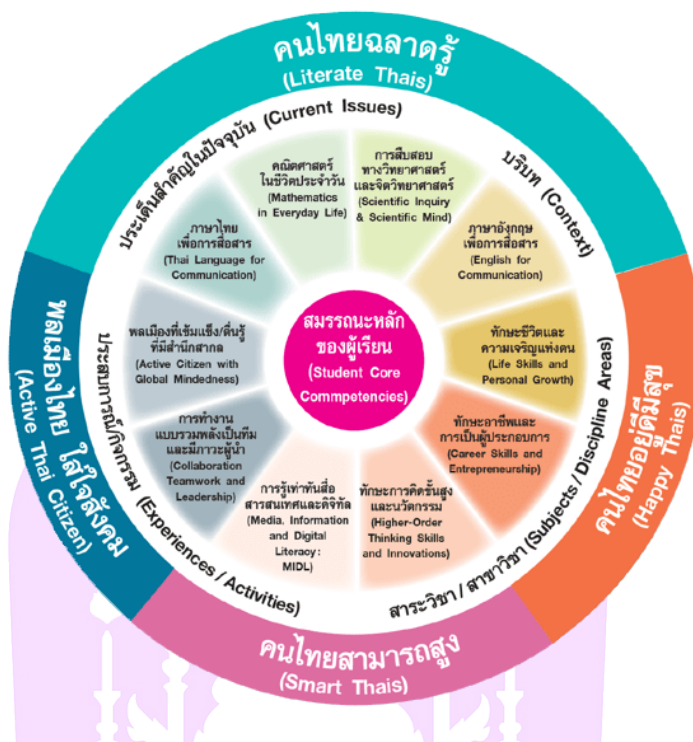 คนไทยฉลาดรู้
(Literate Thais)
ประเด็นสำคัญในปัจจุบัน (Current Issues)
บริบท (Context)
คณิตศาสตร์
ในชีวิตประจำวัน
(Mathematics
in Everyday Life)
การสืบสอบ
ทางวิทยาศาสตร์
และจิตวิทยาศาสตร์
(Scientific Inquiry
& Scientific Mind)
ภาษาไทย
เพื่อการสื่อสาร
(Thai Language for
Communication)
ภาษาอังกฤษ
เพื่อการสื่อสาร
(English for
Communication)
พลเมืองที่เข้มแข็ง/ตื่นรู้
ที่มีสำนึกสากล
(Active Citizen with
Global Mindedness)
สมรรถนะหลัก
ของผู้เรียน
(Student Core
Commpetencies)
ทักษะชีวิตและ
ความเจริญแห่งตน
(Life Skills and
Personal Growth)
การทำงาน
แบบรวมพลังเป็นทีม
และมีภาวะผู้นำ
(Collaboration
Teamwork and
Leadership)
ทักษะอาชีพและ
การเป็นผู้ประกอบการ
(Career Skills and
Entrepreneurship)
การรู้เท่าทันสื่อ
สารสนเทศและดิจิทัล
(Media, Information
and Digital
Literacy:
MIDL)
ทักษะการคิดขั้นสูง
และนวัตกรรม
(Higher-Order
Thinking Skills
and Innovations)
ประสบการณ์/กิจกรรม (Experiences / Activities)
สาระวิชา / สาขาวิชา (Subjects / Discipline Areas)
พลเมืองไทย ใส่ใจสังคม
(Active Thai Citizen)
คนไทยอยู่ดีมีสุข
(Happy Thais)
คนไทยสามารถสูง
(Smart Thais)